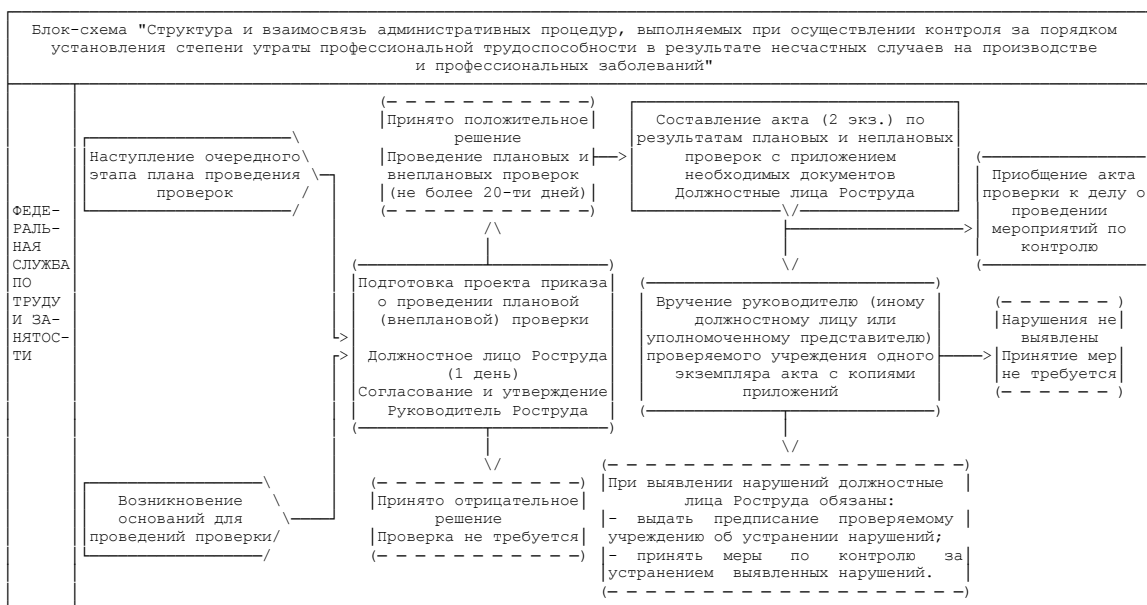 Блок-схема "Структура и взаимосвязь административных процедур, выполняемых при осуществлении контроля за порядком
установления степени утраты профессиональной трудоспособности в результате несчастных случаев на производстве
и профессиональных заболеваний"
ФЕДЕ-
РАЛЬ-
НАЯ
СЛУЖБА
ПО
ТРУДУ
И ЗА-
НЯТОС-
ТИ
Наступление очередного
этапа плана проведения
проверок
Возникновение
оснований для
проведений проверки
Принято положительное
решение
Проведение плановых и
внеплановых проверок
(не более 20-ти дней)
Подготовка проекта приказа
о проведении плановой
(внеплановой) проверки
Должностное лицо Роструда
(1 день)
Согласование и утверждение
Руководитель Роструда
Принято отрицательное
решение
Проверка не требуется
Составление акта (2 экз.) по
результатам плановых и неплановых
проверок с приложением
необходимых документов
Должностные лица Роструда
Приобщение акта
проверки к делу о
проведении
мероприятий по
контролю
Вручение руководителю (иному
должностному лицу или
уполномоченному представителю)
проверяемого учреждения одного
экземпляра акта с копиями
приложений
Нарушения не
выявлены
Принятие мер
не требуется
При выявлении нарушений должностные
лица Роструда обязаны:
- выдать предписание проверяемому
учреждению об устранении нарушений;
- принять меры по контролю за
устранением выявленных нарушений.